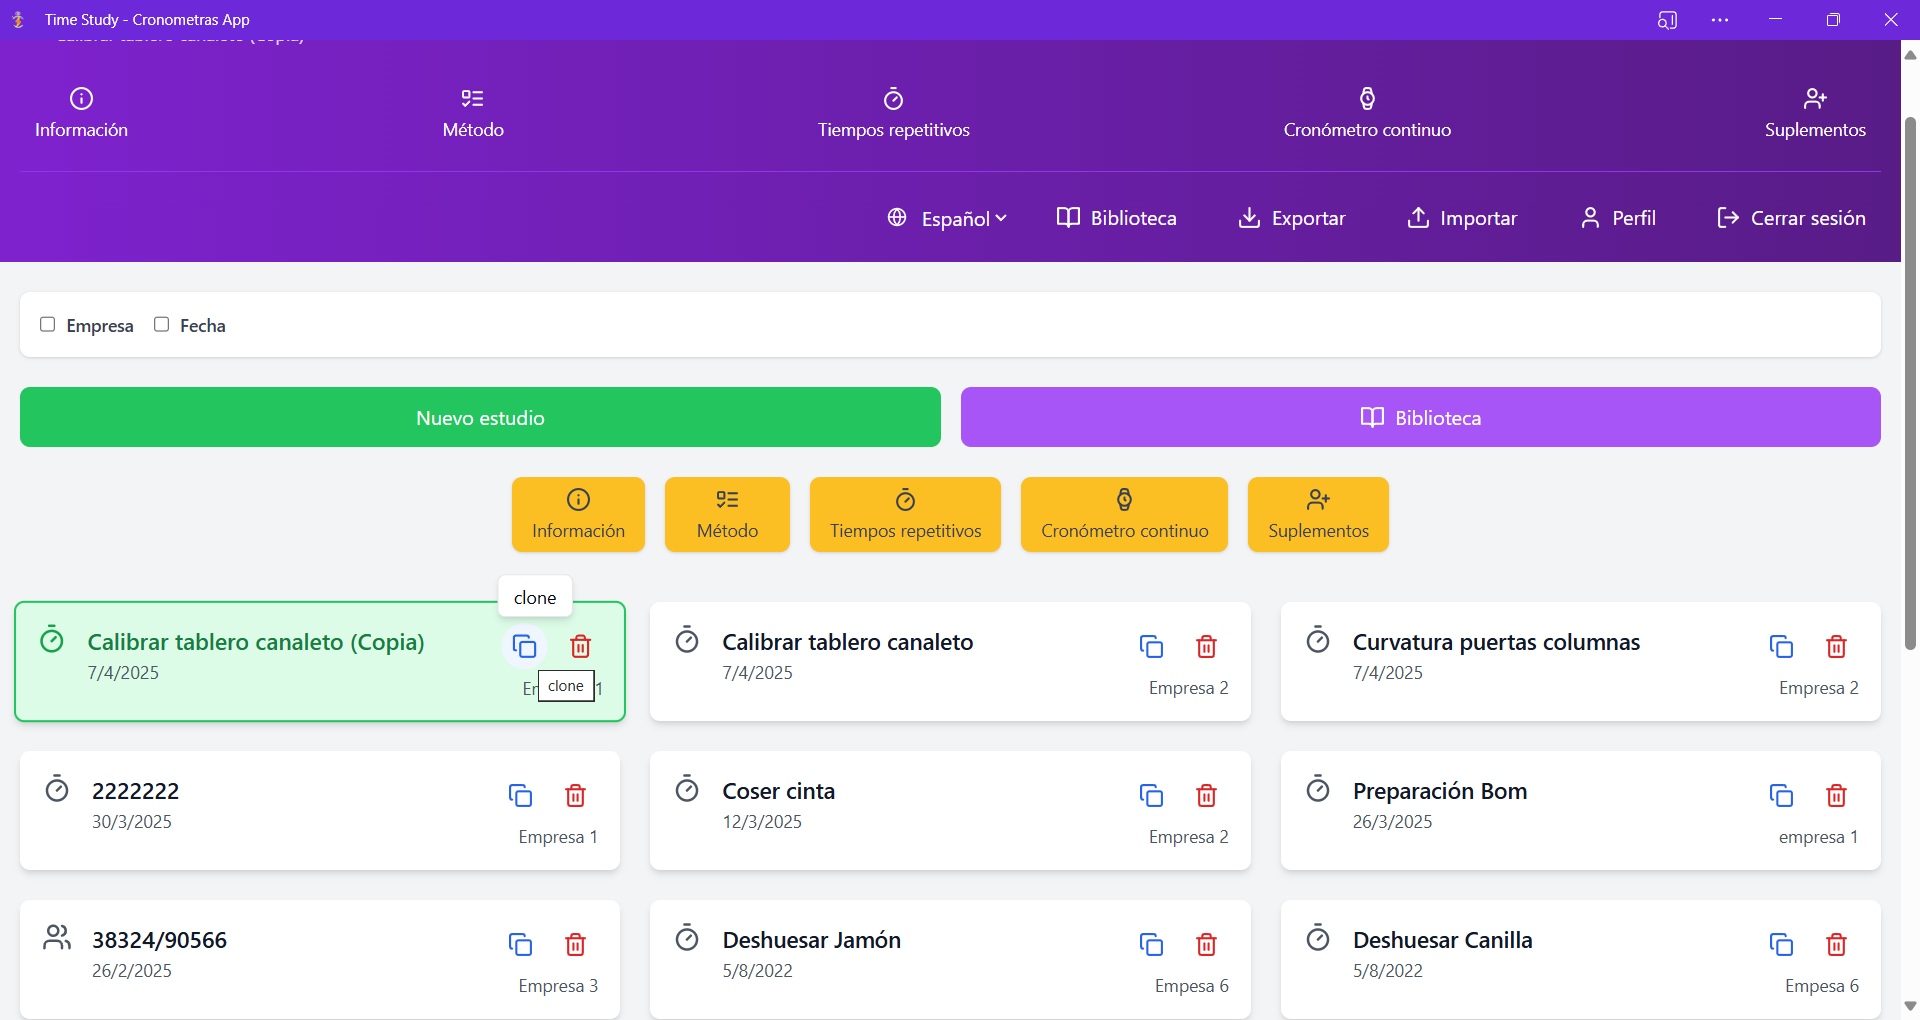 Time Study - Cronometras App
Calibrar tablero canaleto (Copia)
Información
Método
Tiempos repetitivos
Cronómetro continuo
Suplementos
Español
Biblioteca
Exportar
Importar
Perfil
Cerrar sesión
Empresa
Fecha
Nuevo estudio
Biblioteca
Información
Método
Tiempos repetitivos
Cronómetro continuo
Suplementos
clone
Calibrar tablero canaleto (Copia)
7/4/2025
clone
1
Calibrar tablero canaleto
7/4/2025
Empresa 2
Curvatura puertas columnas
7/4/2025
Empresa 2
2222222
30/3/2025
Empresa 1
Coser cinta
12/3/2025
Empresa 2
Preparación Bom
26/3/2025
empresa 1
38324/90566
26/2/2025
Empresa 3
Deshuesar Jamón
5/8/2022
Empesa 6
Deshuesar Canilla
5/8/2022
Empesa 6